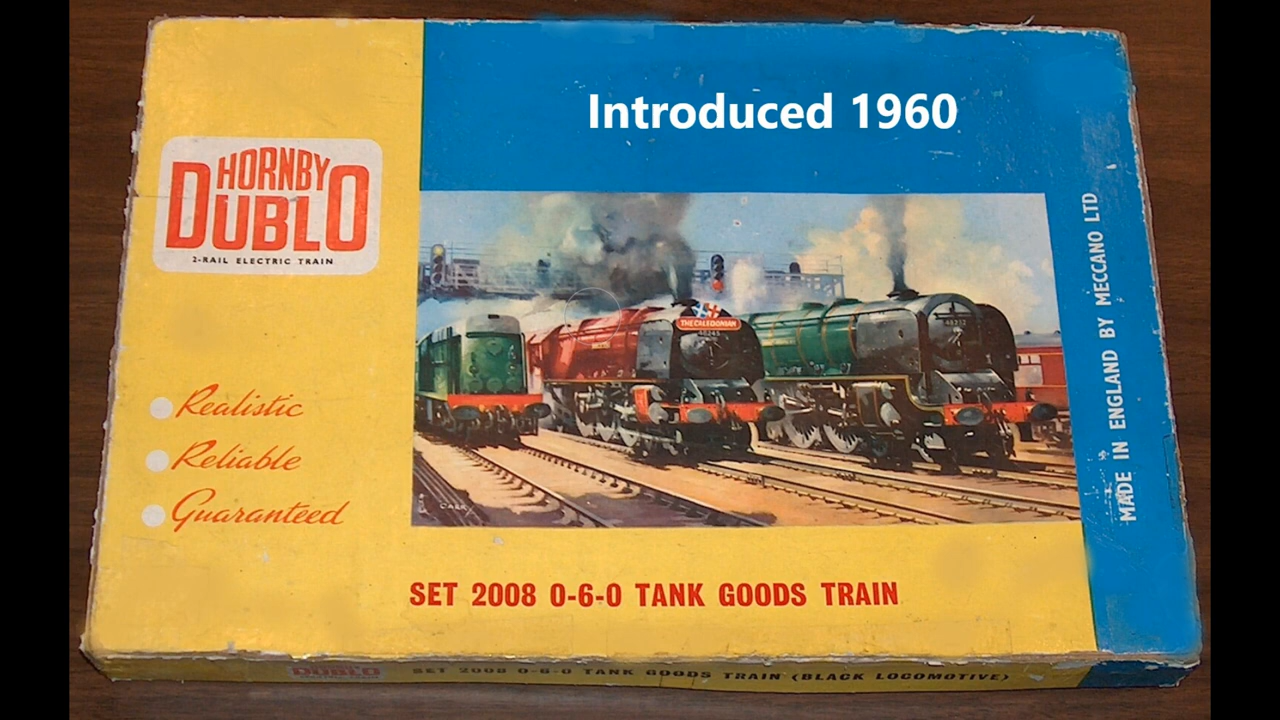 Introduced 1960
HORNBY
DUBLO
2-RAIL ELECTRIC TRAIN
THE CALEDONIAN
46245
Realistic
Reliable
Guaranteed
MADE IN ENGLAND BY MECCANO LTD
SET 2008 0-6-0 TANK GOODS TRAIN
DUBLO
SET 2008 0-6-0 TANK GOODS TRAIN (BLACK LOCOMOTIVE)